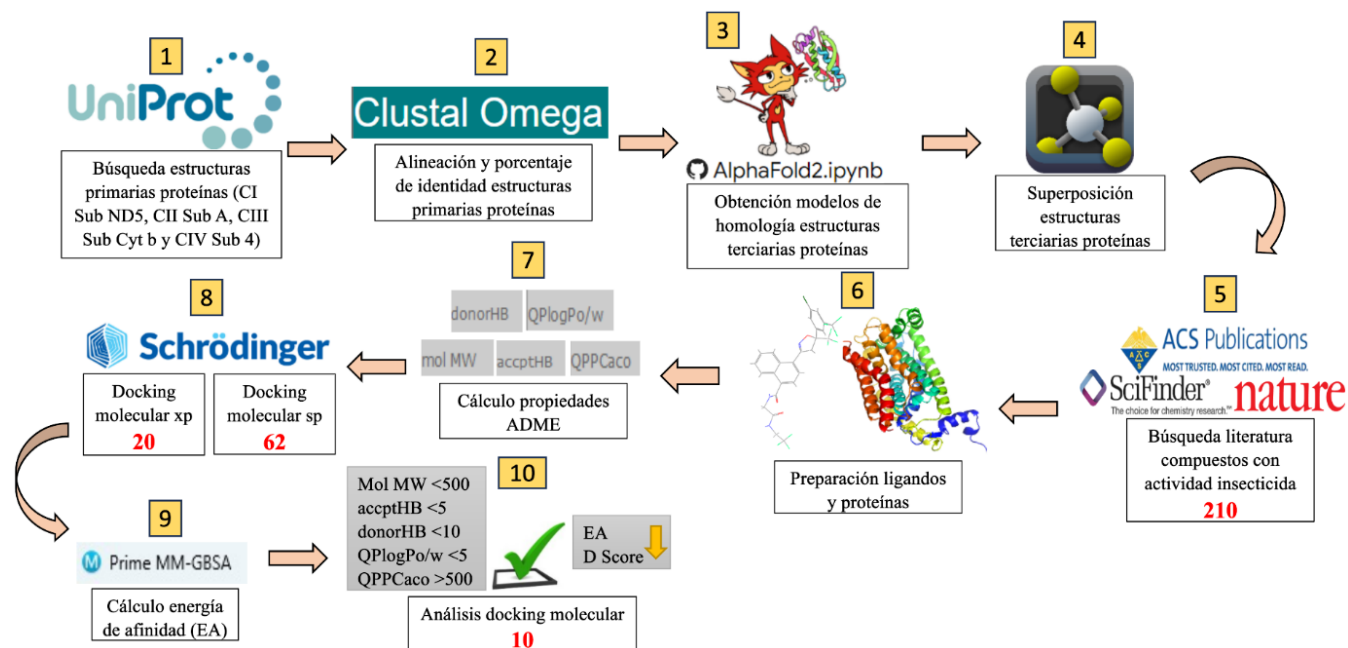 1
UniProt
Búsqueda estructuras
primarias proteínas (CI
Sub ND5, CII Sub A, CIII
Sub Cyt b y CIV Sub 4)
2
Clustal Omega
Alineación y porcentaje
de identidad estructuras
primarias proteínas
3
AlphaFold2.ipynb
Obtención modelos de
homología estructuras
terciarias proteínas
4
Superposición
estructuras
terciarias proteínas
5
ACS Publications
MOST TRUSTED. MOST CITED. MOST READ.
SciFinder®
The choice for chemistry research.™
nature
Búsqueda literatura
compuestos con
actividad insecticida
210
6
Preparación ligandos
y proteínas
7
donorHB
QPlogPo/w
mol MW
accptHB
QPPCaco
Cálculo propiedades
ADME
8
Schrödinger
Docking
molecular xp
20
Docking
molecular sp
62
9
M Prime MM-GBSA
Cálculo energía
de afinidad (EA)
10
Mol MW <500
accptHB <5
donorHB <10
QPlogPo/w <5
QPPCaco >500
EA
D Score
Análisis docking molecular
10